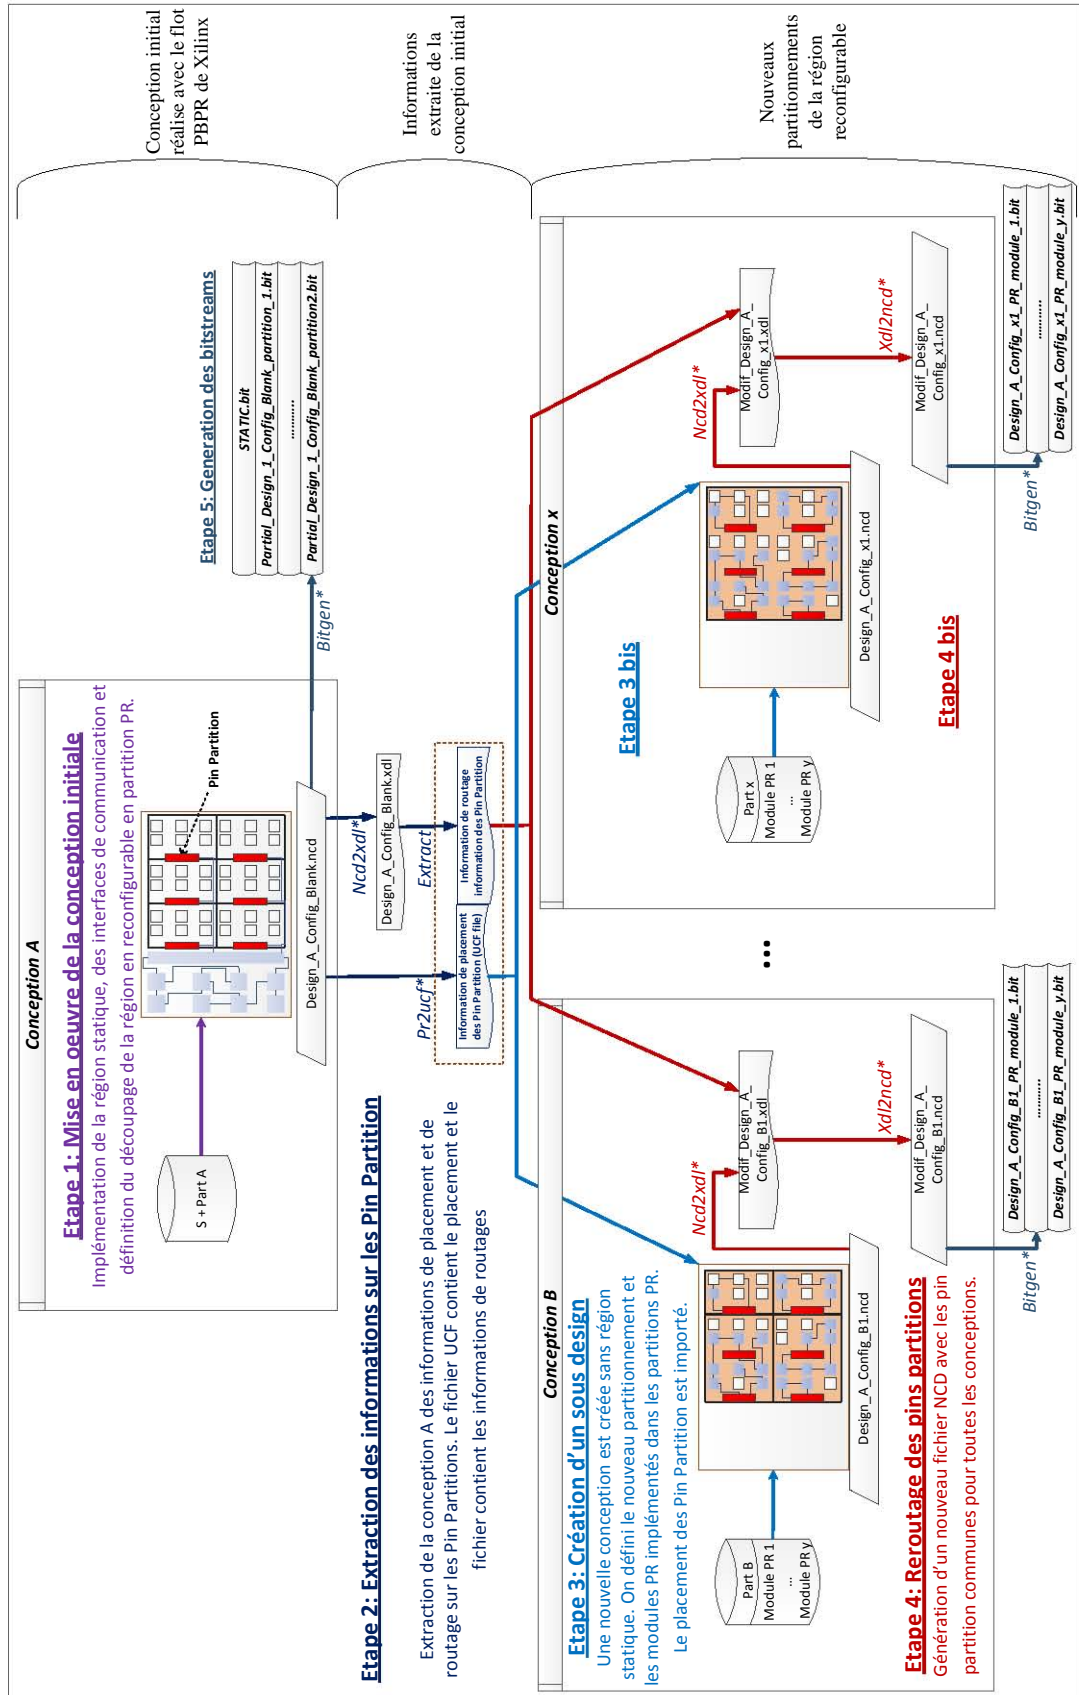 Conception initial
réalise avec le flot
PBPR de Xilinx
Informations
extraite de la
conception initial
Nouveaux
partitionnements
de la région
reconfigurable
Conception A
Etape 1: Mise en oeuvre de la conception initiale
Implémentation de la région statique, des interfaces de communication et
définition du découpage de la région en reconfigurable en partition PR.
S + Part A
Pin Partition
Design_A_Config_Blank.ncd
Bitgen*
Etape 5: Generation des bitstreams
STATIC.bit
Partial_Design_1_Config_Blank_partition_1.bit
............
Partial_Design_1_Config_Blank_partition2.bit
Etape 2: Extraction des informations sur les Pin Partition
Extraction de la conception A des informations de placement et de
routage sur les Pin Partitions. Le fichier UCF contient le placement et le
fichier contient les informations de routages
Pr2ucf*
Ncd2xdl*
Design_A_Config_Blank.xdl
Extract
Information de placement
des Pin Partition (UCF file)
Information de routage
information des Pin Partition
Conception B
Etape 3: Création d'un sous design
Une nouvelle conception est créée sans région
statique. On défini le nouveau partitionnement et
les modules PR implémentés dans les partitions PR.
Le placement des Pin Partition est importé.
Part B
Module PR 1
...
Module PR y
Design_A_Config_B1.ncd
Ncd2xdl*
Modif_Design_A_
Config_B1.xdl
Xdl2ncd*
Modif_Design_A_
Config_B1.ncd
Etape 4: Reroutage des pins partitions
Génération d'un nouveau fichier NCD avec les pin
partition communes pour toutes les conceptions.
Bitgen*
Design_A_Config_B1_PR_module_1.bit
............
Design_A_Config_B1_PR_module_y.bit
...
Conception x
Etape 3 bis
Part x
Module PR 1
...
Module PR y
Design_A_Config_x1.ncd
Ncd2xdl*
Modif_Design_A_
Config_x1.xdl
Xdl2ncd*
Modif_Design_A_
Config_x1.ncd
Etape 4 bis
Bitgen*
Design_A_Config_x1_PR_module_1.bit
............
Design_A_Config_x1_PR_module_y.bit